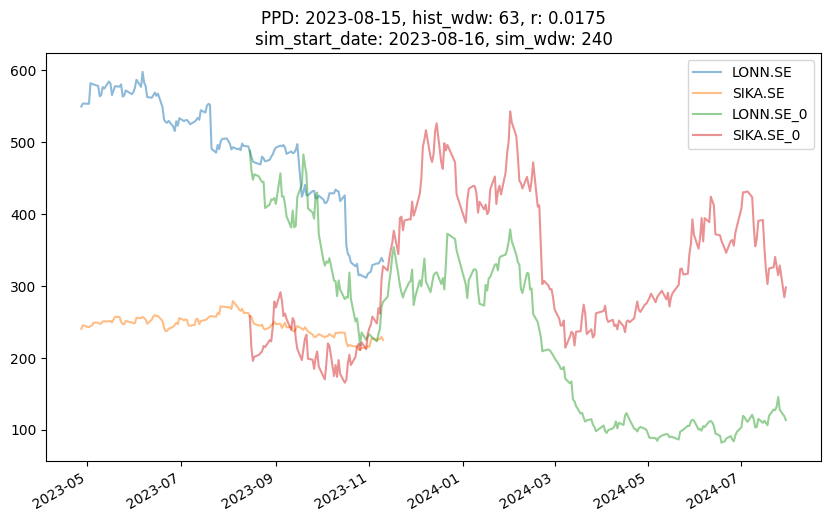 PPD: 2023-08-15, hist_wdw: 63, r: 0.0175
sim_start_date: 2023-08-16, sim_wdw: 240
LONN.SE
SIKA.SE
LONN.SE_0
SIKA.SE_0
600
500
400
300
200
100
2023-05
2023-07
2023-09
2023-11
2024-01
2024-03
2024-05
2024-07